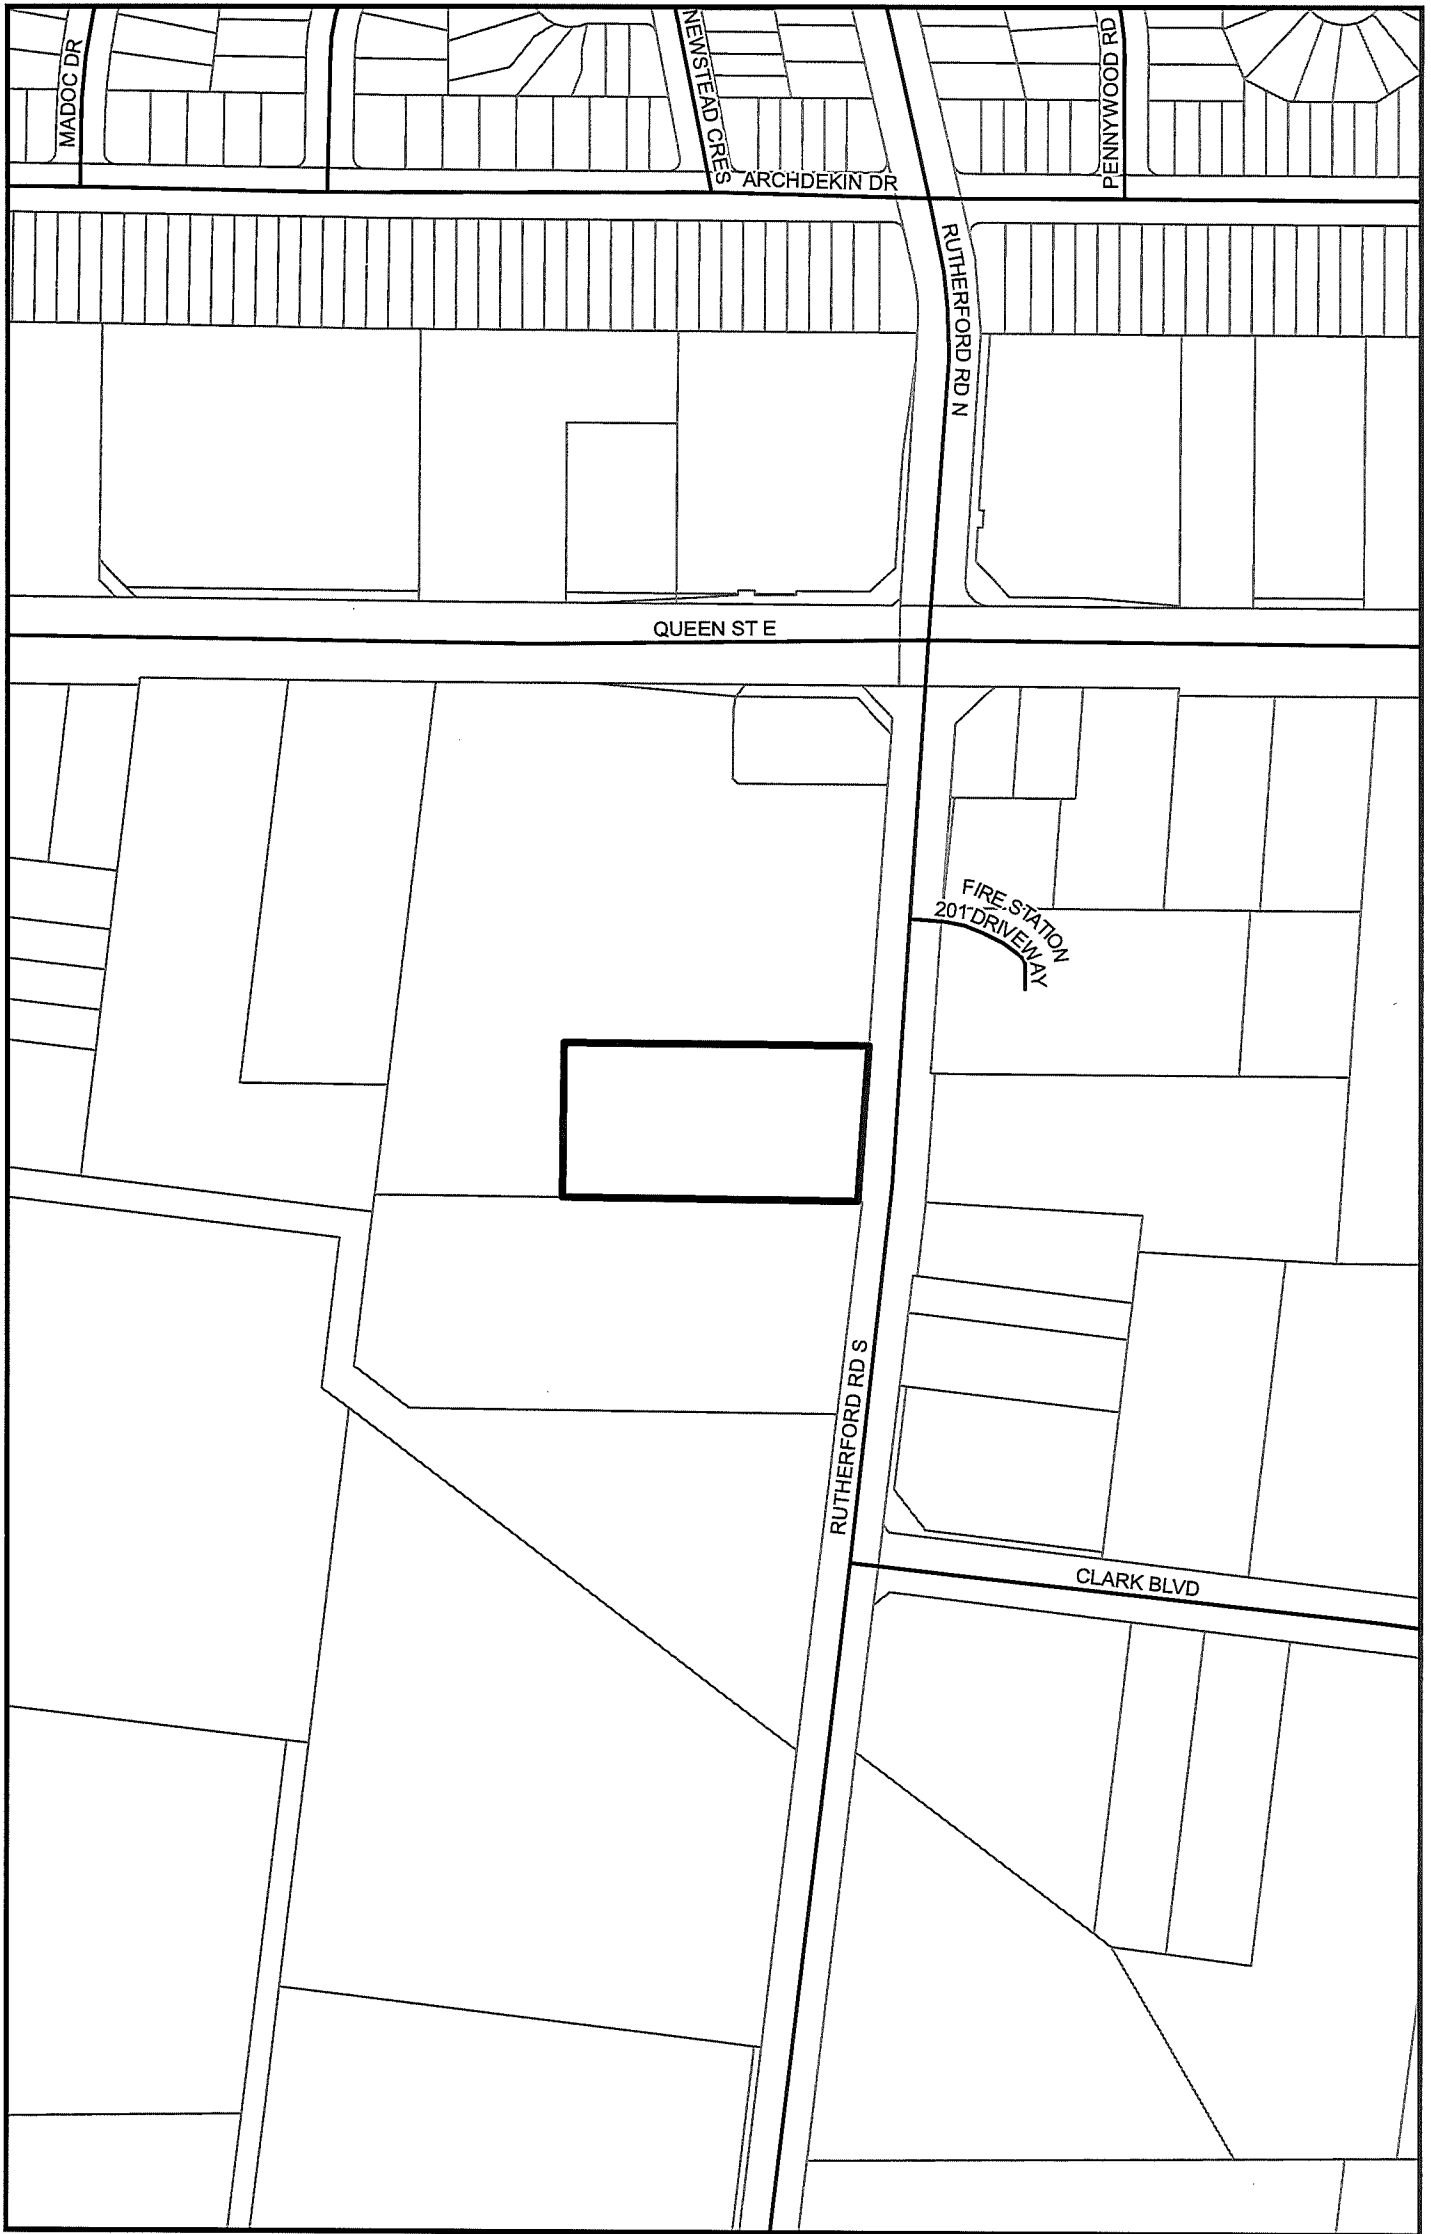 MADOC DR
NEWSTEAD CRES
PENNYWOOD RD
ARCHDEKIN DR
RUTHERFORD RD N
QUEEN ST E
FIRE STATION
201 DRIVEWAY
RUTHERFORD RD S
CLARK BLVD